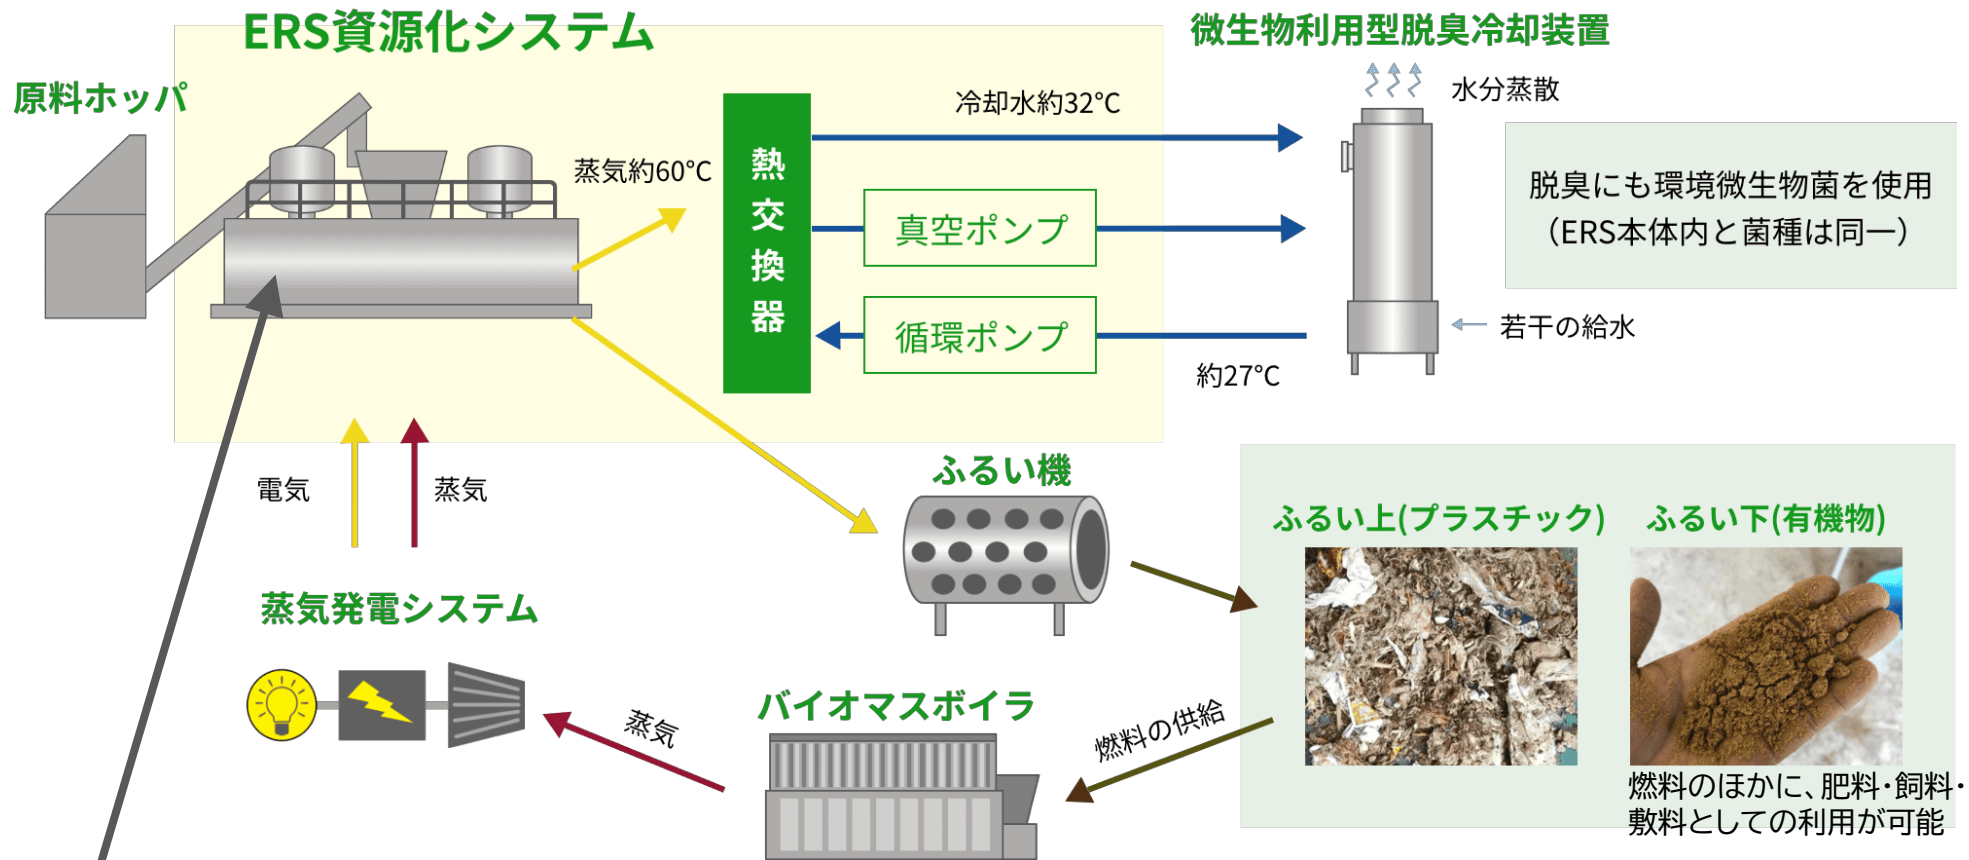 ERS資源化システム
微生物利用型脱臭冷却装置
原料ホッパ
水分蒸散
冷却水約32℃
蒸気約60℃
熱交換器
真空ポンプ
脱臭にも環境微生物菌を使用
（ERS本体内と菌種は同一）
循環ポンプ
若干の給水
約27℃
電気
蒸気
ふるい機
ふるい上(プラスチック)
ふるい下(有機物)
蒸気発電システム
バイオマスボイラ
蒸気
燃料の供給
燃料のほかに、肥料・飼料・
敷料としての利用が可能